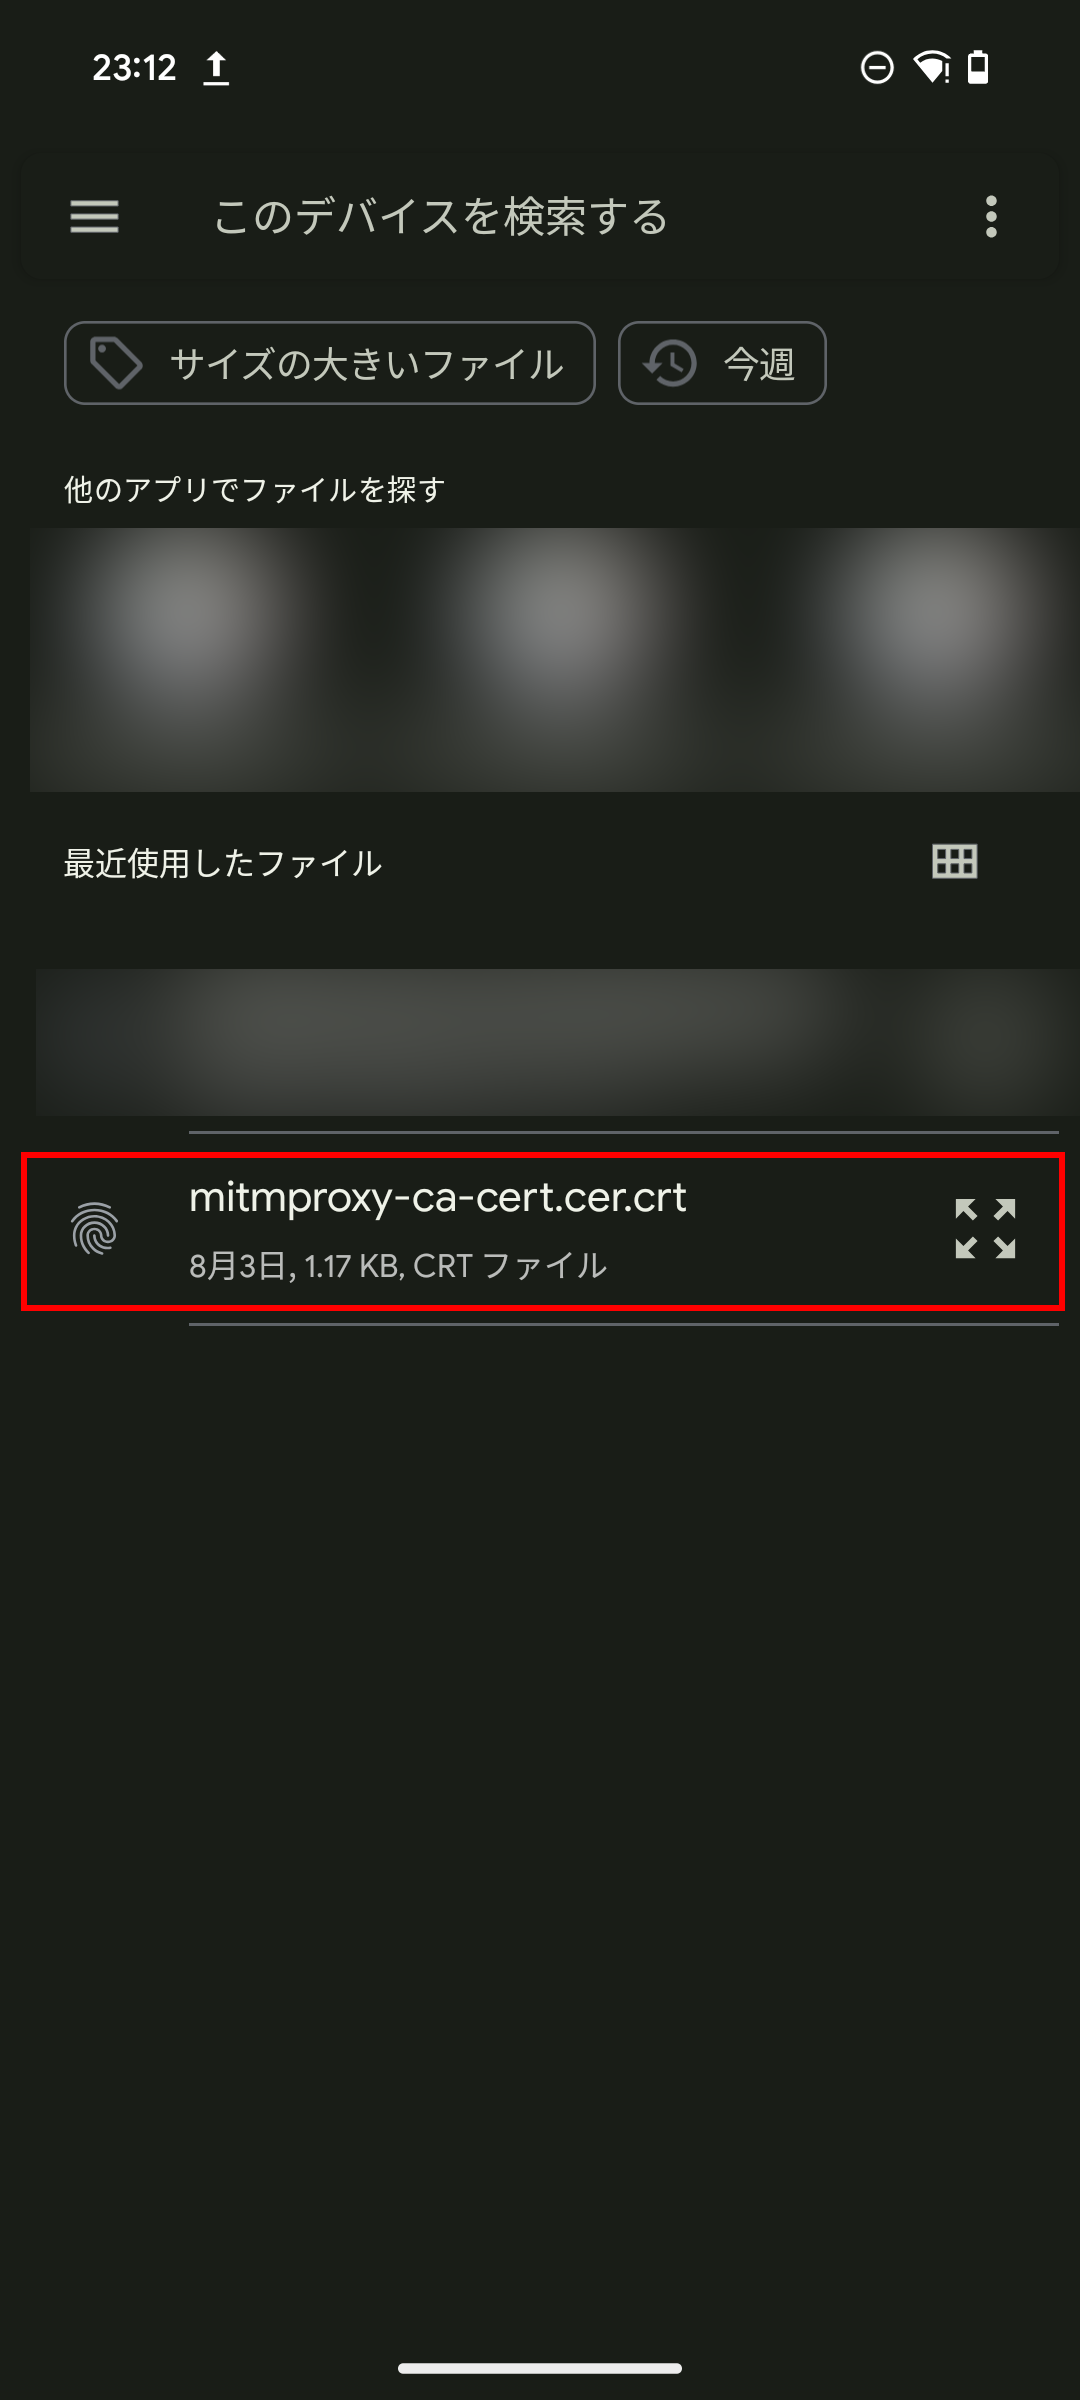 23:12
このデバイスを検索する
サイズの大きいファイル
今週
他のアプリでファイルを探す
最近使用したファイル
mitmproxy-ca-cert.cer.crt
8月3日, 1.17 KB, CRT ファイル